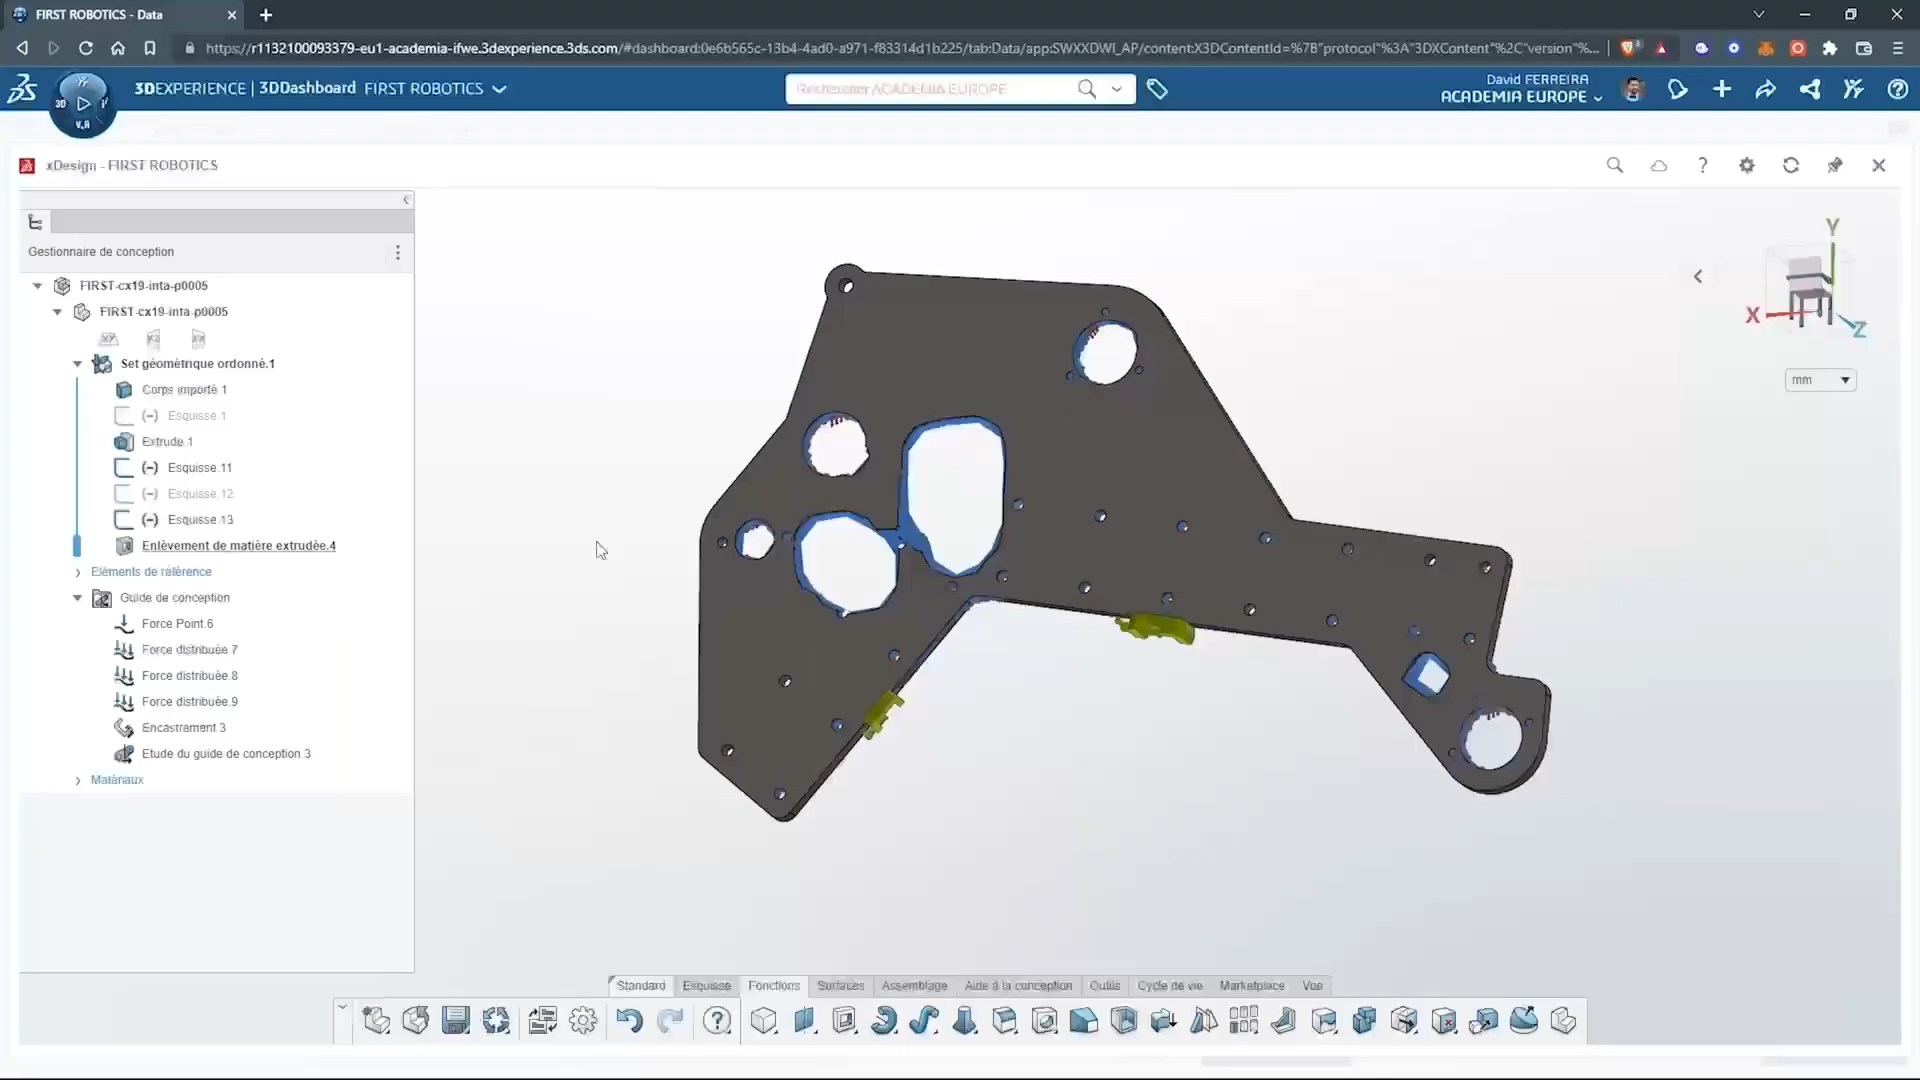 FIRST ROBOTICS - Data
https://r1132100093379-eu1-academia-ifwe.3dexperience.3ds.com/#dashboard:0e6b565c-13b4-4ad0-a971-f83314d1b225/tab:Data/app:SWXXDWI_AP/content:X3DContentId=%7B"protocol"%3A"3DXContent"%2C"version"%...
3DEXPERIENCE | 3DDashboard FIRST ROBOTICS
Rechercher ACADEMIA EUROPE
David FERREIRA
ACADEMIA EUROPE
3D
V.R
xDesign - FIRST ROBOTICS
Gestionnaire de conception
FIRST-cx19-inta-p0005
FIRST-cx19-inta-p0005
Set géométrique ordonné.1
Corps importé 1
(-) Esquisse.1
Extrude 1
(-) Esquisse.11
(-) Esquisse 12
(-) Esquisse 13
Enlèvement de matière extrudée.4
Eléments de référence
Guide de conception
Force Point.6
Force distribuée 7
Force distribuée.8
Force distribuée.9
Encastrement 3
Etude du guide de conception 3
Matériaux
Y
X
Z
mm
Standard
Esquisse
Fonctions
Surfaces
Assemblage
Aide à la conception
Outils
Cycle de vie
Marketplace
Vue